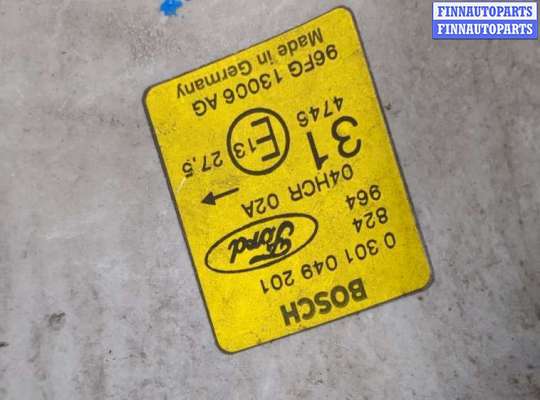 FINNAUTOPARTS
FINNAUTOPARTS
BOSCH
0 301 049 201
824
964
Ford
04HCR 02A
31
4746
E13 27,5
96FG 13006 AG
Made in Germany